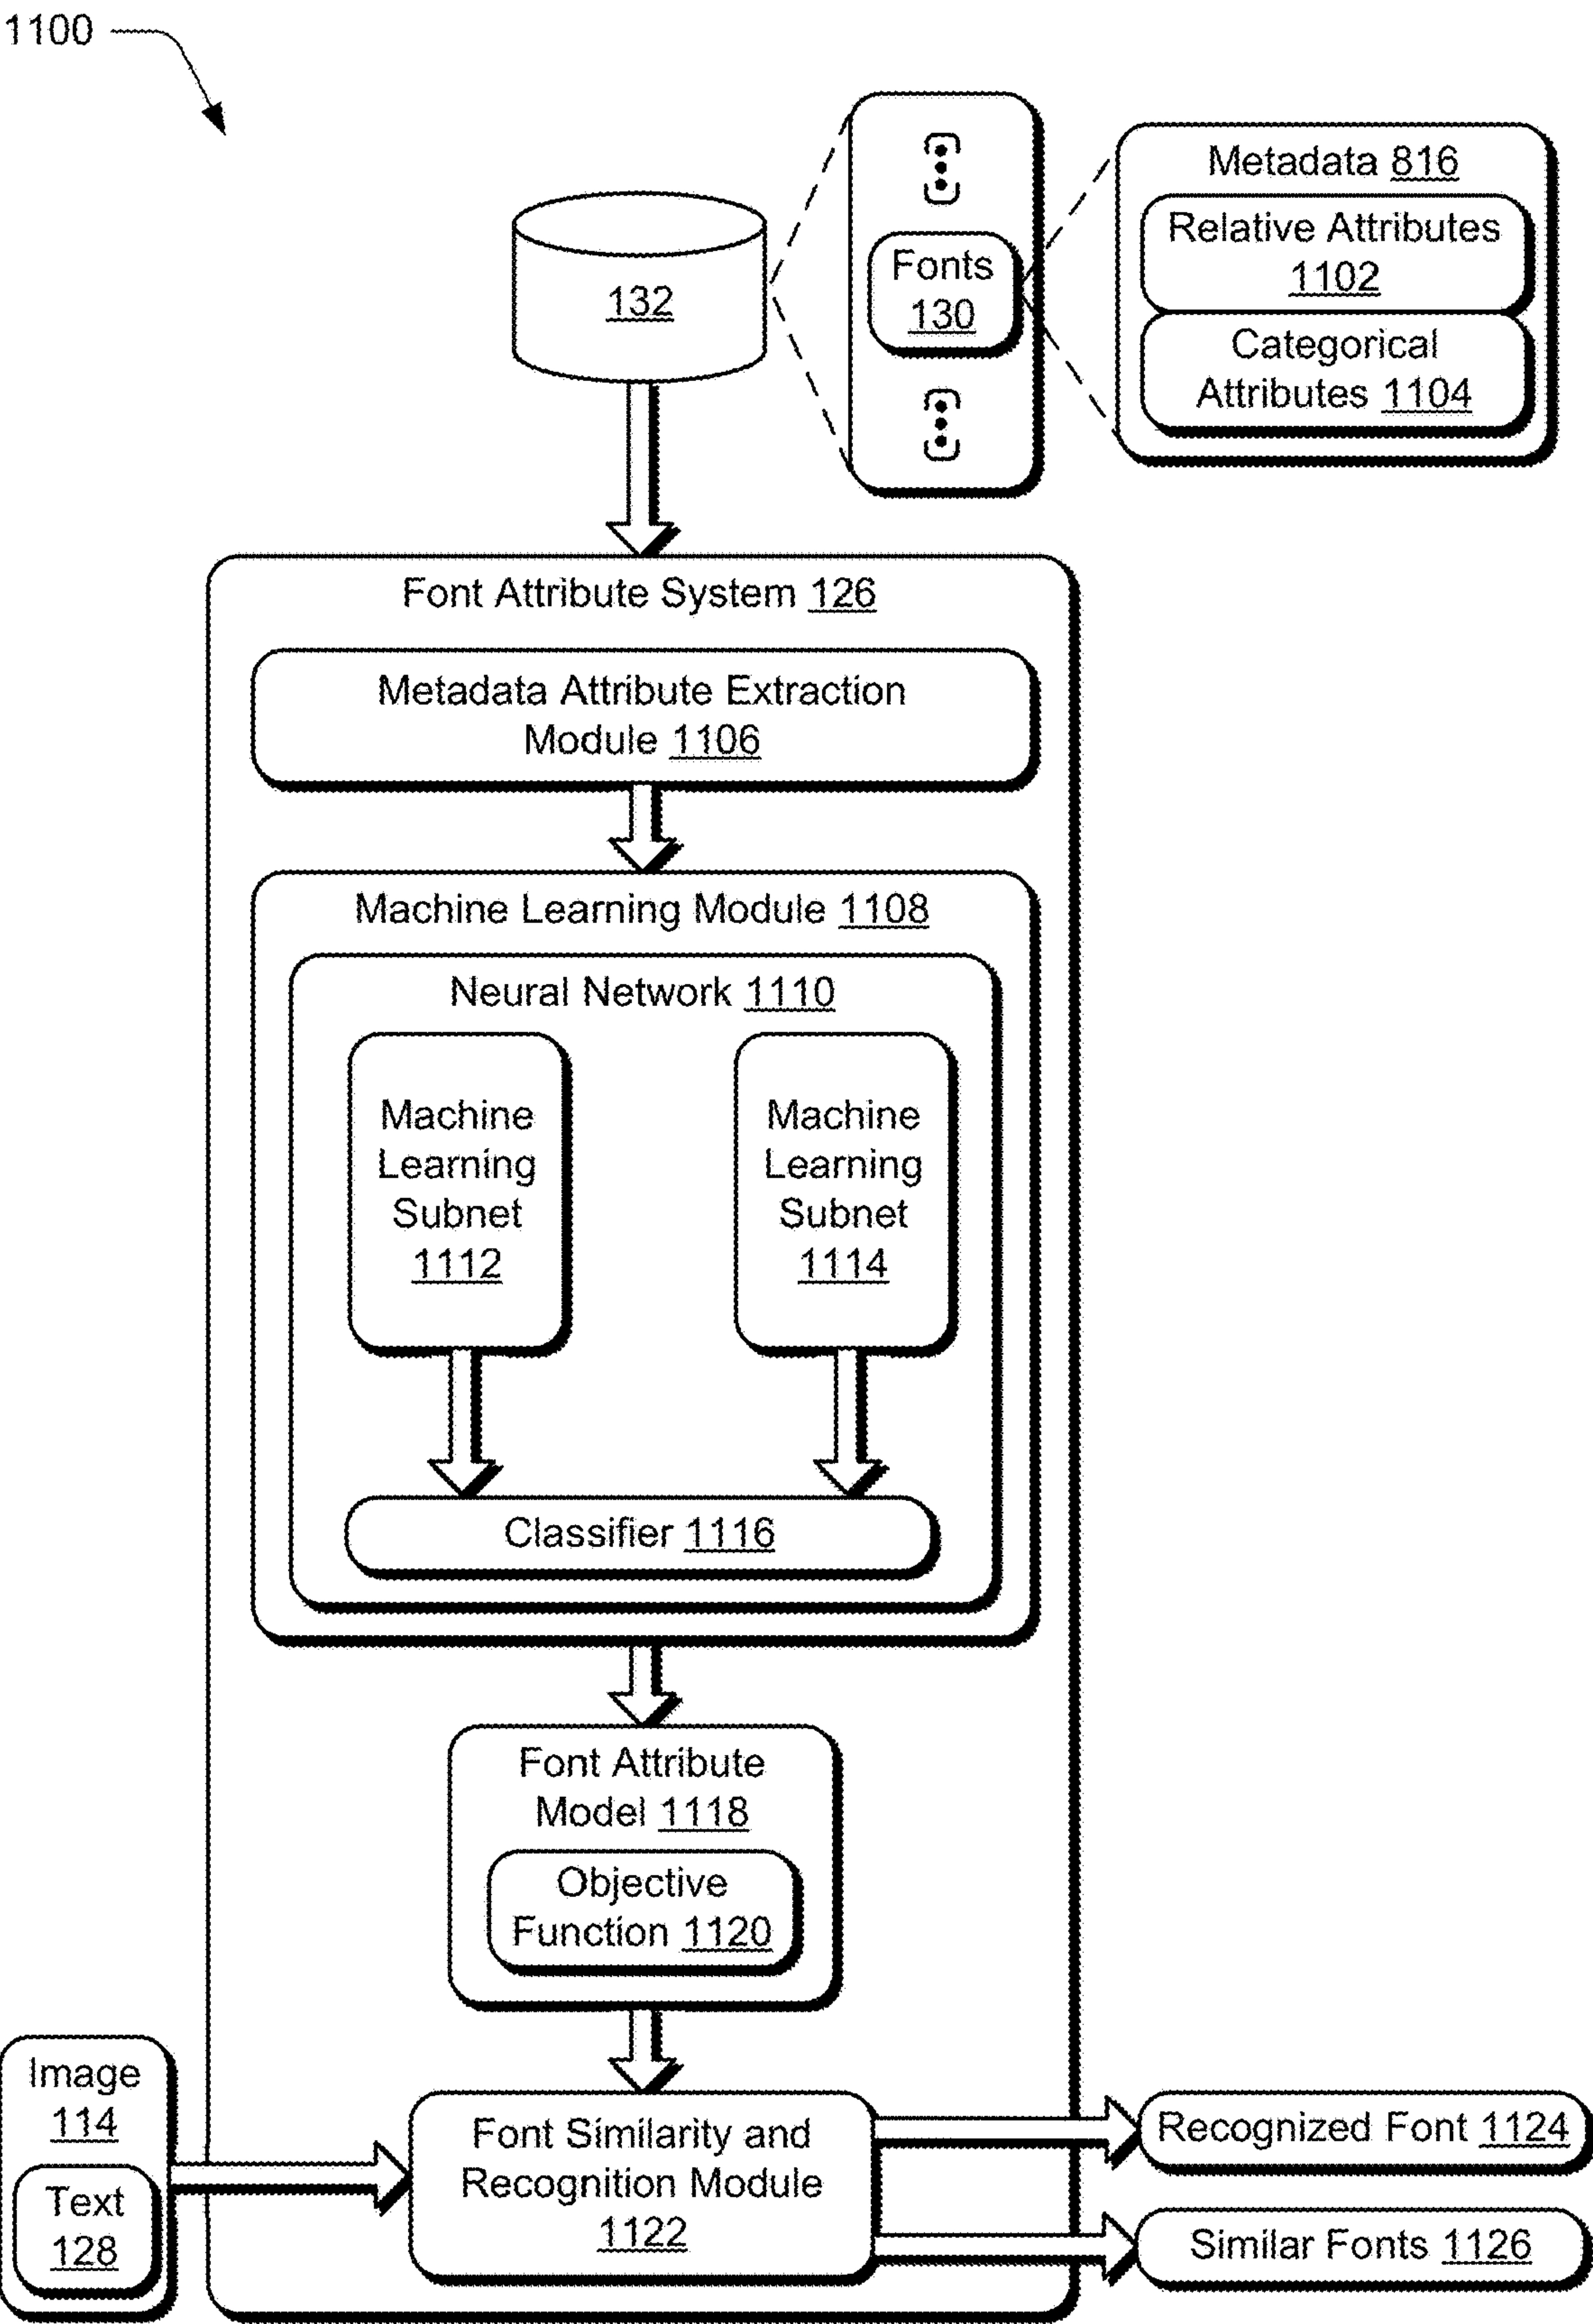 1100
132
Fonts
130
Metadata 816
Relative Attributes
1102
Categorical
Attributes 1104
Font Attribute System 126
Metadata Attribute Extraction
Module 1106
Machine Learning Module 1108
Neural Network 1110
Machine
Learning
Subnet
1112
Machine
Learning
Subnet
1114
Classifier 1116
Font Attribute
Model 1118
Objective
Function 1120
Image
114
Text
128
Font Similarity and
Recognition Module
1122
Recognized Font 1124
Similar Fonts 1126